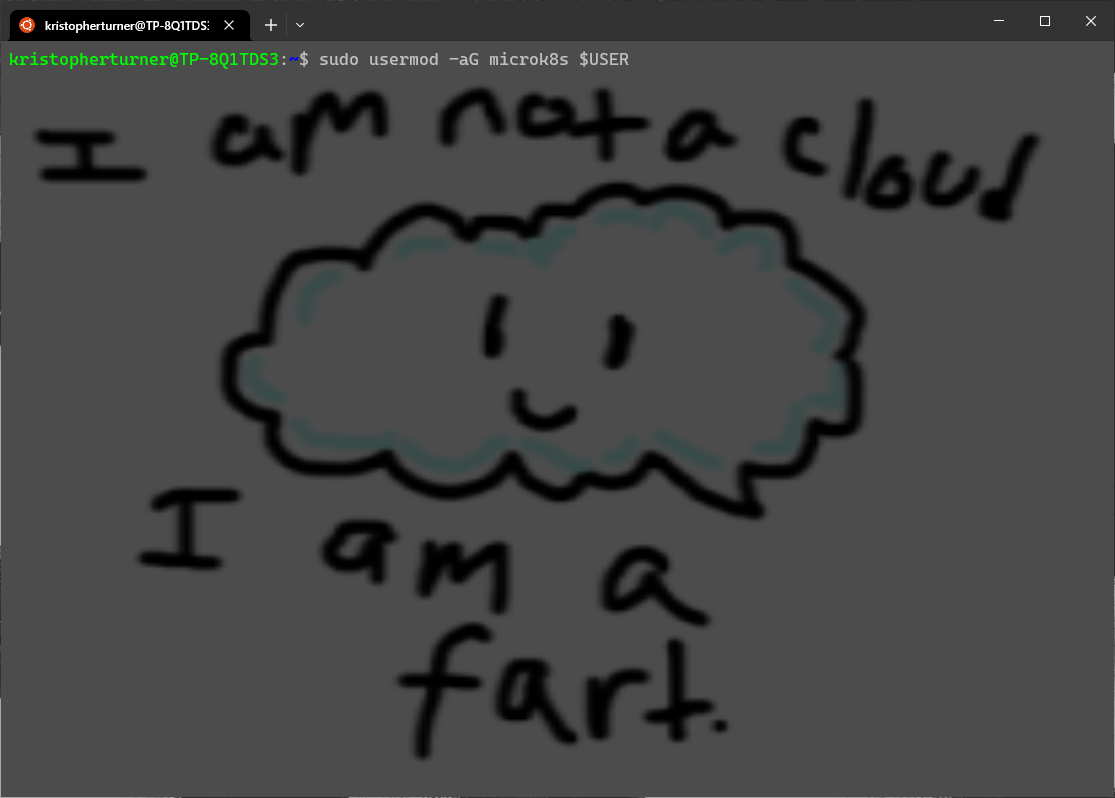 kristopherturner@TP-8Q1TDS:
kristopherturner@TP-8Q1TDS3:~$ sudo usermod -aG microk8s $USER
I am not a cloud
I am a
fart.